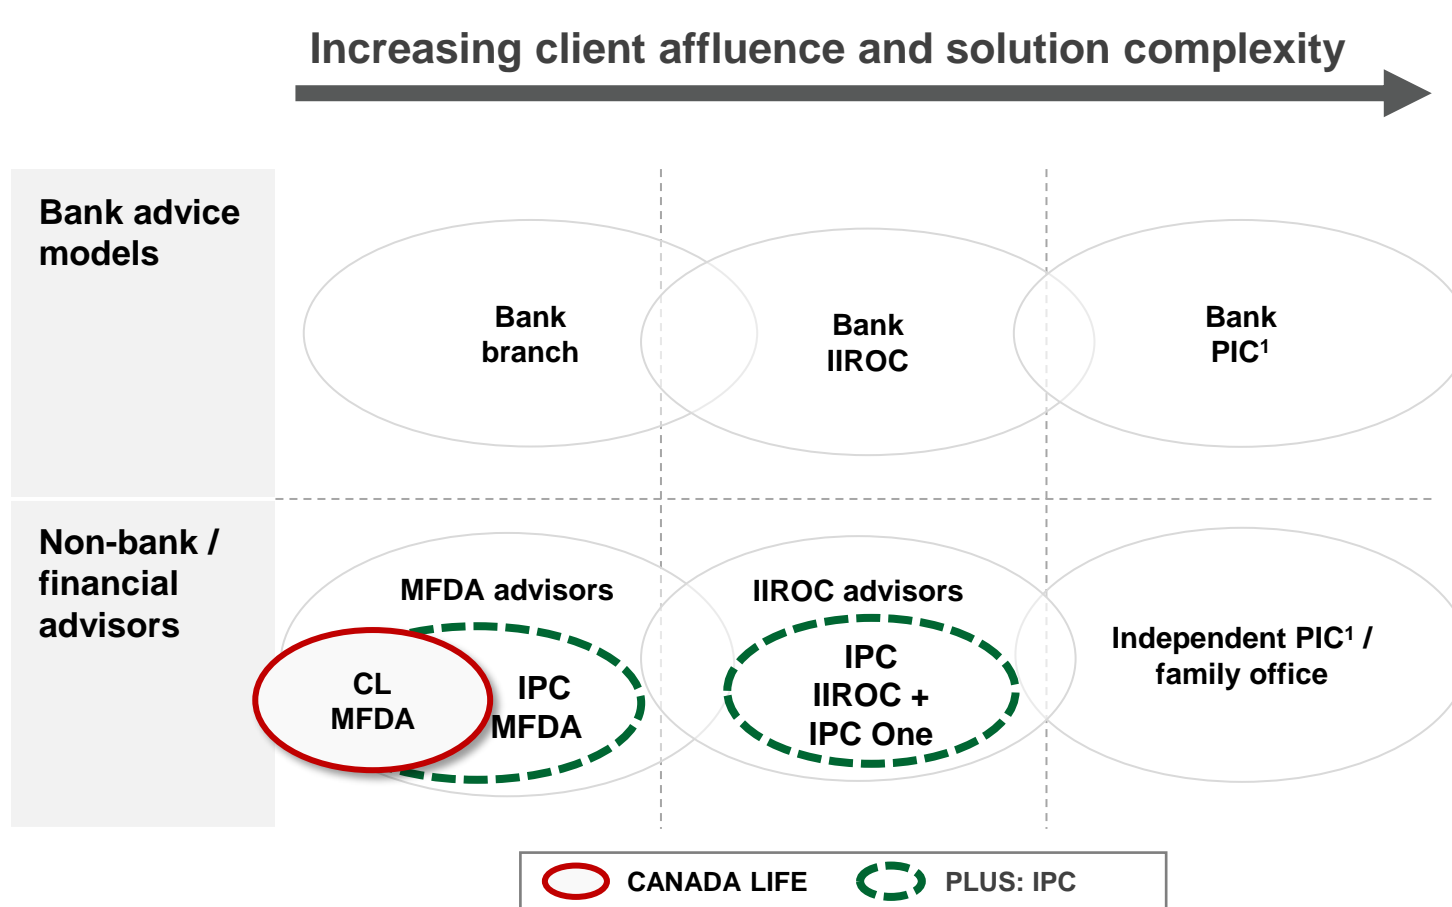 Increasing client affluence and solution complexity
Bank advice
models
Bank
branch
Bank
IIROC
Bank
PIC¹
Non-bank /
financial
advisors
MFDA advisors
CL
MFDA
IPC
MFDA
IIROC advisors
IPC
IIROC +
IPC One
Independent PIC¹ /
family office
CANADA LIFE
PLUS: IPC